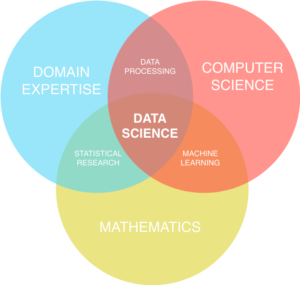 DATA
PROCESSING
DOMAIN
EXPERTISE
COMPUTER
SCIENCE
DATA
SCIENCE
STATISTICAL
RESEARCH
MACHINE
LEARNING
MATHEMATICS